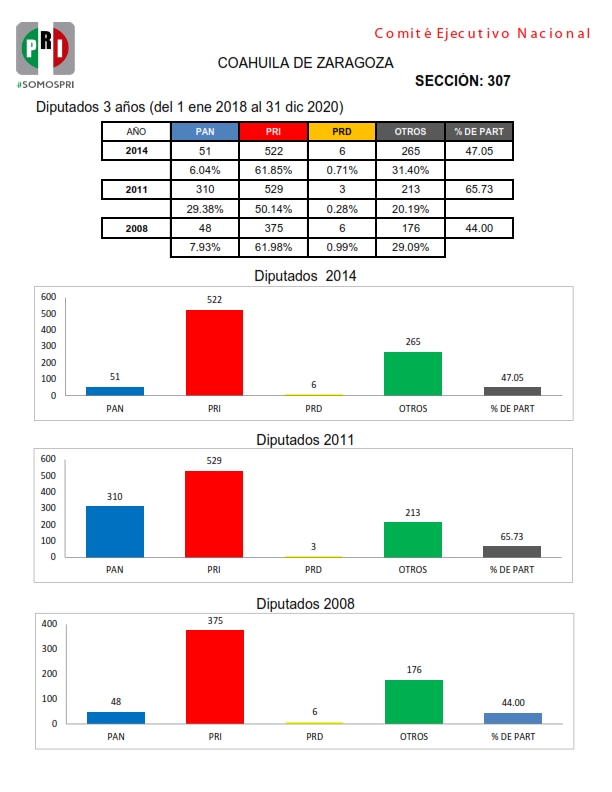 Comité Ejecutivo Nacional
PRI
#SOMOSPRI
COAHUILA DE ZARAGOZA
SECCIÓN: 307
Diputados 3 años (del 1 ene 2018 al 31 dic 2020)
AÑO PAN PRI PRD OTROS % DE PART
2014 51 522 6 265 47.05
6.04% 61.85% 0.71% 31.40%
2011 310 529 3 213 65.73
29.38% 50.14% 0.28% 20.19%
2008 48 375 6 176 44.00
7.93% 61.98% 0.99% 29.09%
Diputados 2014
600
500
400
300
200
100
0
51 522 6 265 47.05
PAN PRI PRD OTROS % DE PART
Diputados 2011
600
500
400
300
200
100
0
310 529 3 213 65.73
PAN PRI PRD OTROS % DE PART
Diputados 2008
400
300
200
100
0
48 375 6 176 44.00
PAN PRI PRD OTROS % DE PART